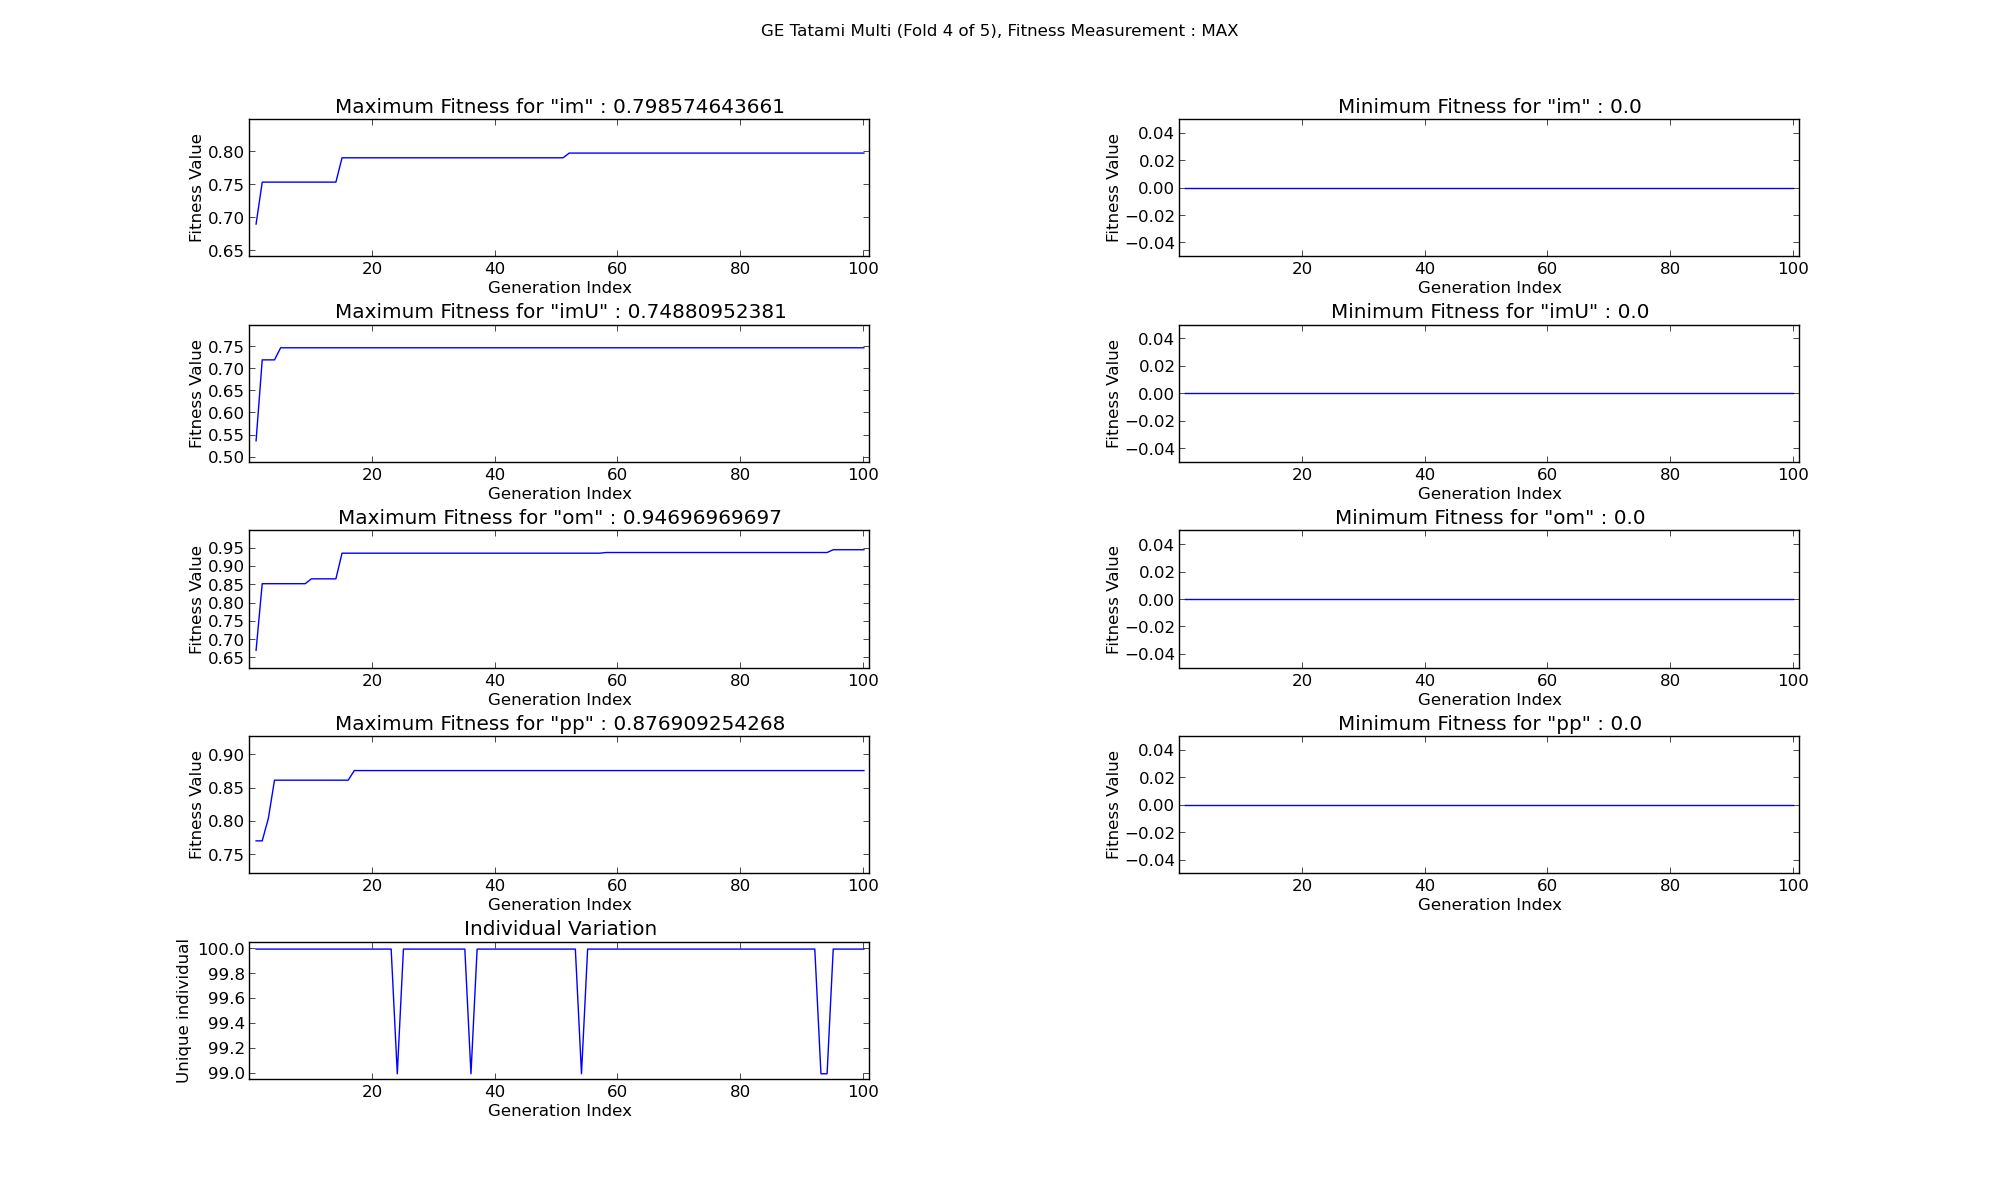 GE Tatami Multi (Fold 4 of 5), Fitness Measurement : MAX
Maximum Fitness for "im" : 0.798574643661
Fitness Value
0.80
0.75
0.70
0.65
20 40 60 80 100
Generation Index
Minimum Fitness for "im" : 0.0
Fitness Value
0.04
0.02
0.00
−0.02
−0.04
20 40 60 80 100
Generation Index
Maximum Fitness for "imU" : 0.74880952381
Fitness Value
0.75
0.70
0.65
0.60
0.55
0.50
20 40 60 80 100
Generation Index
Minimum Fitness for "imU" : 0.0
Fitness Value
0.04
0.02
0.00
−0.02
−0.04
20 40 60 80 100
Generation Index
Maximum Fitness for "om" : 0.94696969697
Fitness Value
0.95
0.90
0.85
0.80
0.75
0.70
0.65
20 40 60 80 100
Generation Index
Minimum Fitness for "om" : 0.0
Fitness Value
0.04
0.02
0.00
−0.02
−0.04
20 40 60 80 100
Generation Index
Maximum Fitness for "pp" : 0.876909254268
Fitness Value
0.90
0.85
0.80
0.75
20 40 60 80 100
Generation Index
Minimum Fitness for "pp" : 0.0
Fitness Value
0.04
0.02
0.00
−0.02
−0.04
20 40 60 80 100
Generation Index
Individual Variation
Unique individual
100.0
99.8
99.6
99.4
99.2
99.0
20 40 60 80 100
Generation Index